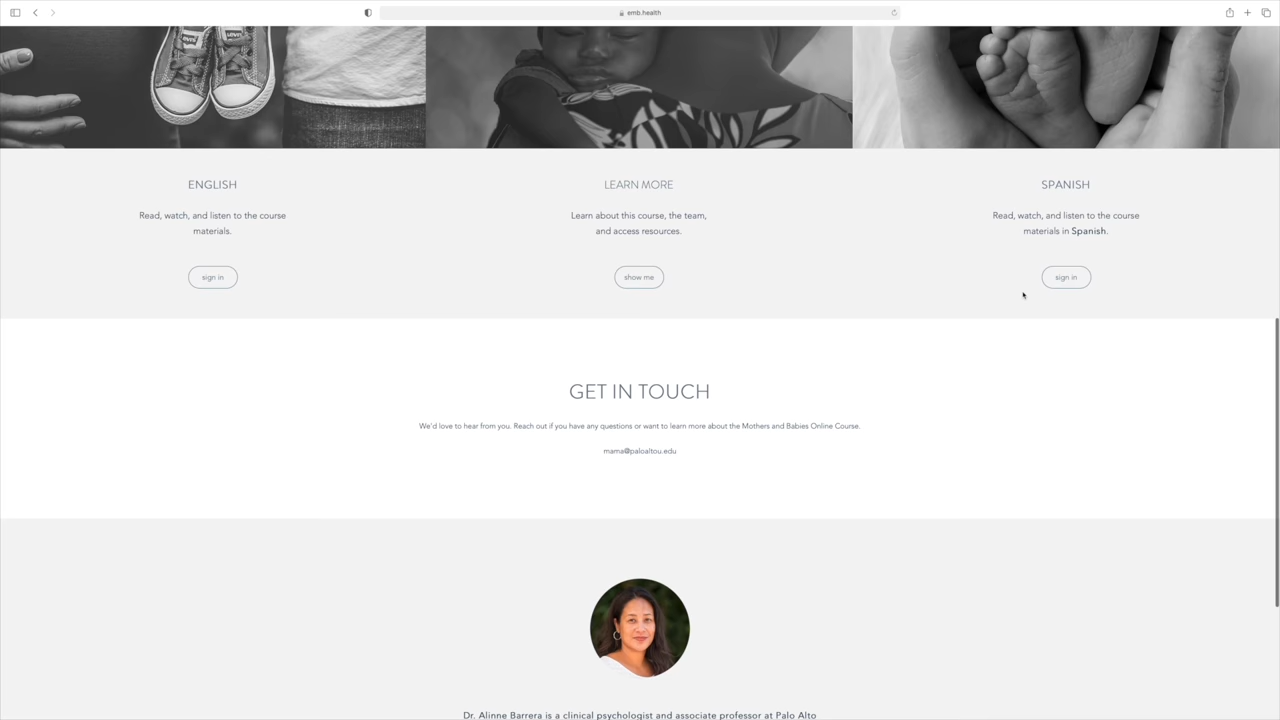 emb.health
Levi's Levi's
ENGLISH
Read, watch, and listen to the course
materials.
sign in
LEARN MORE
Learn about this course, the team,
and access resources.
show me
SPANISH
Read, watch, and listen to the course
materials in Spanish.
sign in
GET IN TOUCH
We'd love to hear from you. Reach out if you have any questions or want to learn more about the Mothers and Babies Online Course.
mama@paloaltou.edu
Dr. Alinne Barrera is a clinical psychologist and associate professor at Palo Alto